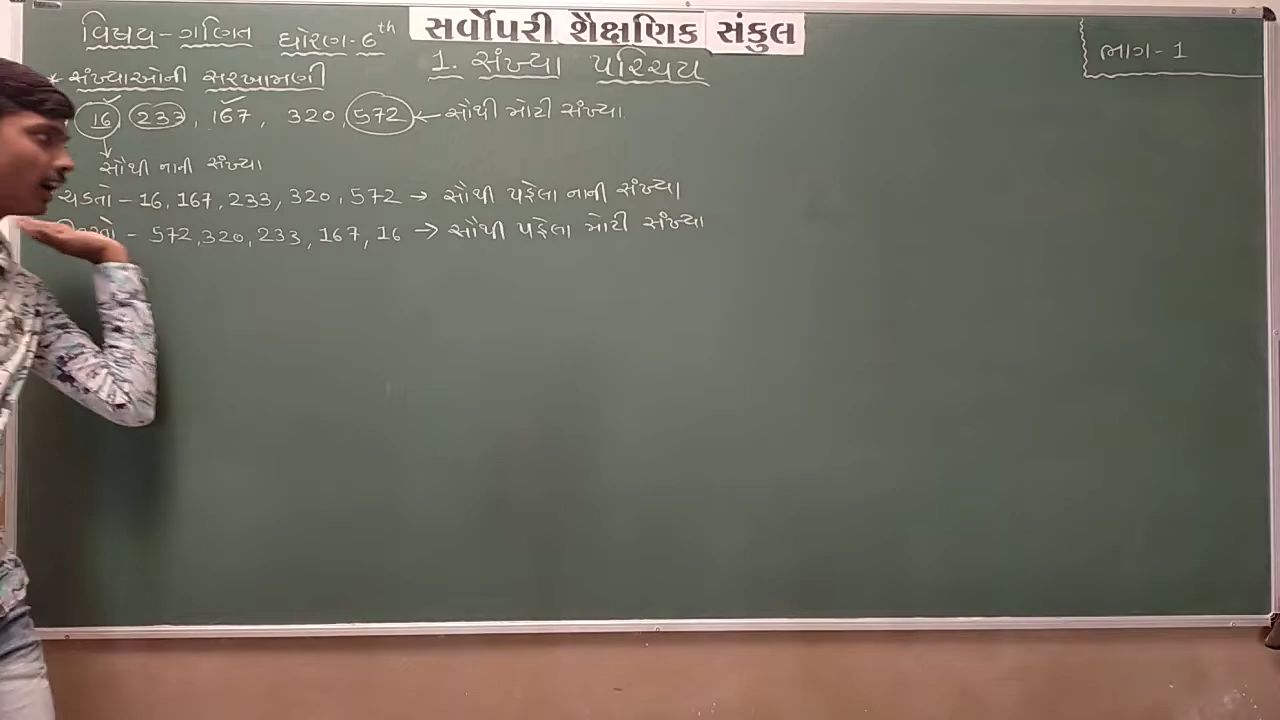 સર્વોપરી શૈક્ષણિક સંકુલ
વિષય - ગણિત ધોરણ - 6th
1. સંખ્યા પરિચય
ભાગ - 1
* સંખ્યાઓની સરખામણી
16, 233, 167, 320, 572 ← સૌથી મોટી સંખ્યા
સૌથી નાની સંખ્યા
ચડતો - 16, 167, 233, 320, 572 → સૌથી પહેલા નાની સંખ્યા
- 572, 320, 233, 167, 16 → સૌથી પહેલા મોટી સંખ્યા